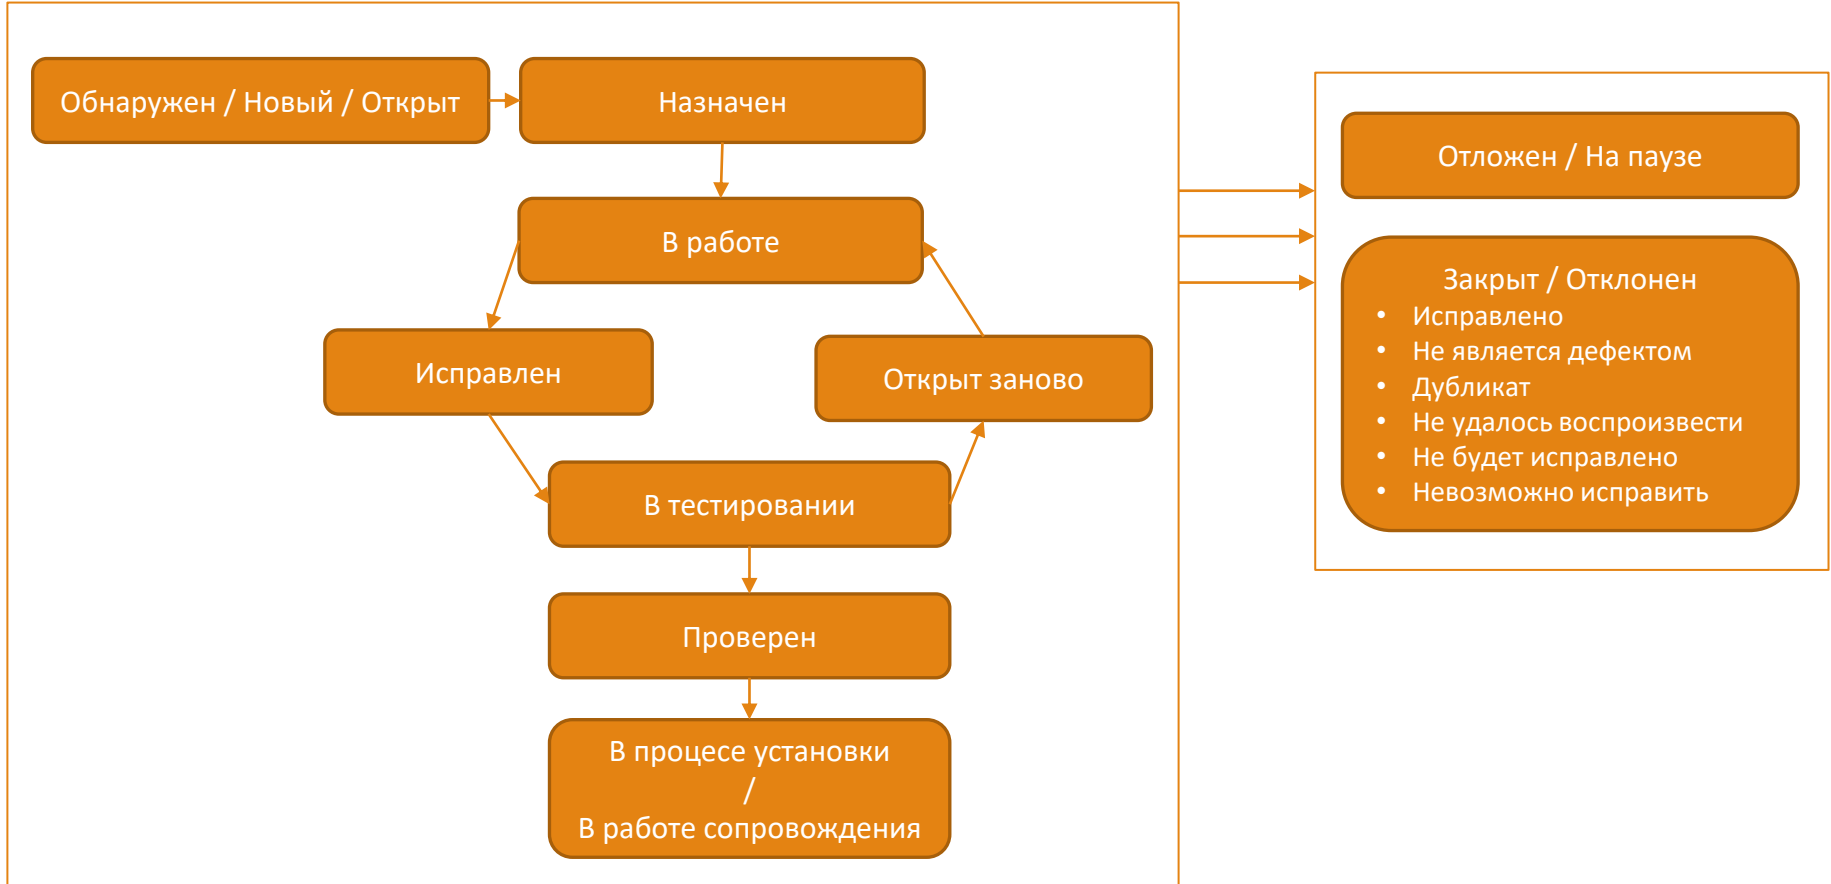 Обнаружен / Новый / Открыт
Назначен
В работе
Исправлен
Открыт заново
В тестировании
Проверен
В процесе установки
/
В работе сопровождения
Отложен / На паузе
Закрыт / Отклонен
• Исправлено
• Не является дефектом
• Дубликат
• Не удалось воспроизвести
• Не будет исправлено
• Невозможно исправить